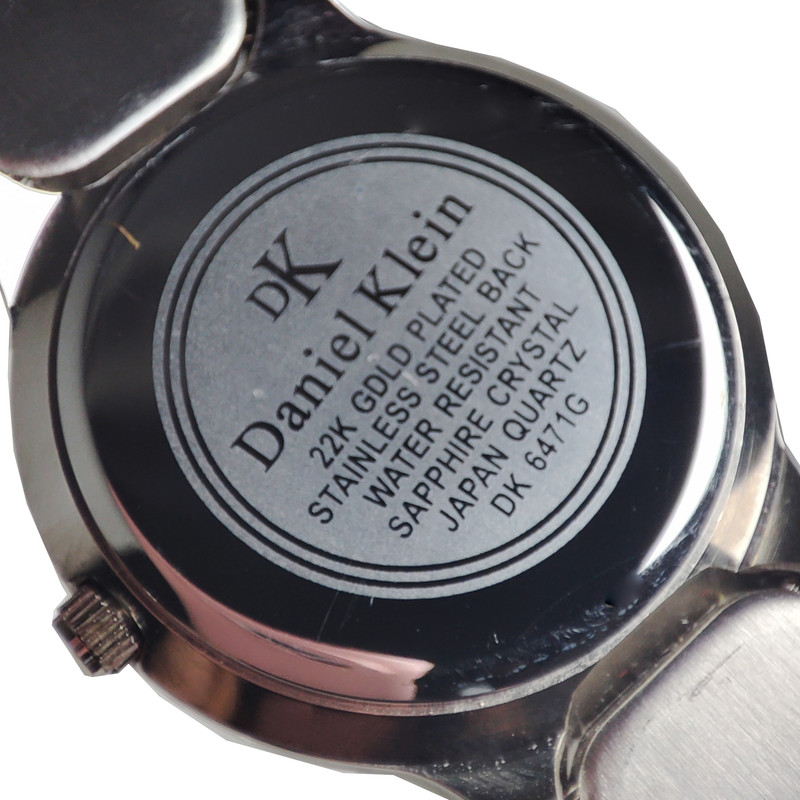 DK
Daniel Klein
22K GOLD PLATED
STAINLESS STEEL BACK
WATER RESISTANT
SAPPHIRE CRYSTAL
JAPAN QUARTZ
DK 6471G